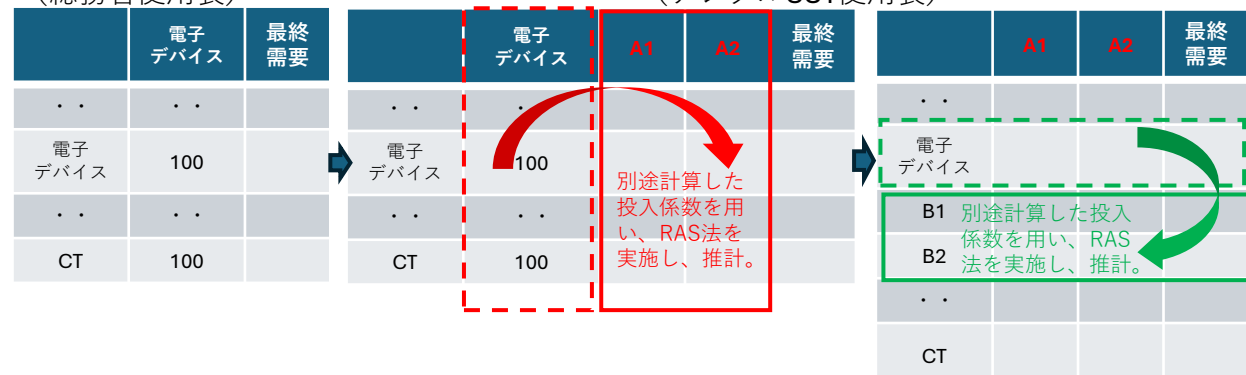 電子
デバイス
最終
需要
・・
・・
電子
デバイス
100
・・
・・
CT
100
電子
デバイス
A1
A2
最終
需要
・・
電子
デバイス
100
・・
・・
CT
100
別途計算した
投入係数を用
い、RAS法を
実施し、推計。
A1
A2
最終
需要
・・
電子
デバイス
B1
B2
別途計算した投入
係数を用い、RAS
法を実施し、推計。
・・
CT